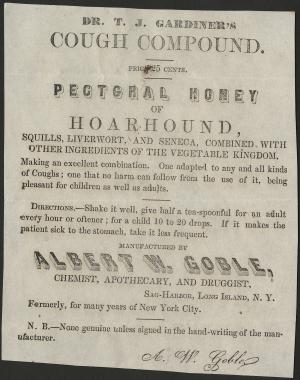 DR. T. J. GARDINER'S
COUGH COMPOUND.
PRICE 25 CENTS.
PECTORAL HONEY
OF
HOARHOUND,
SQUILLS, LIVERWORT, AND SENECA, COMBINED WITH
OTHER INGREDIENTS OF THE VEGETABLE KINGDOM.
Making an excellent combination. One adapted to any and all kinds
of Coughs; one that no harm can follow from the use of it, being
pleasant for children as well as adults.
DIRECTIONS.—Shake it well, give half a tea-spoonful for an adult
every hour or oftener; for a child 10 to 20 drops. If it makes the
patient sick to the stomach, take it less frequent.
MANUFACTURED BY
ALBERT W. GOBLE,
CHEMIST, APOTHECARY, AND DRUGGIST,
SAG-HARBOR, LONG ISLAND, N. Y.
Formerly, for many years of New York City.
N. B.—None genuine unless signed in the hand-writing of the man-
ufacturer.
A. W. Goble